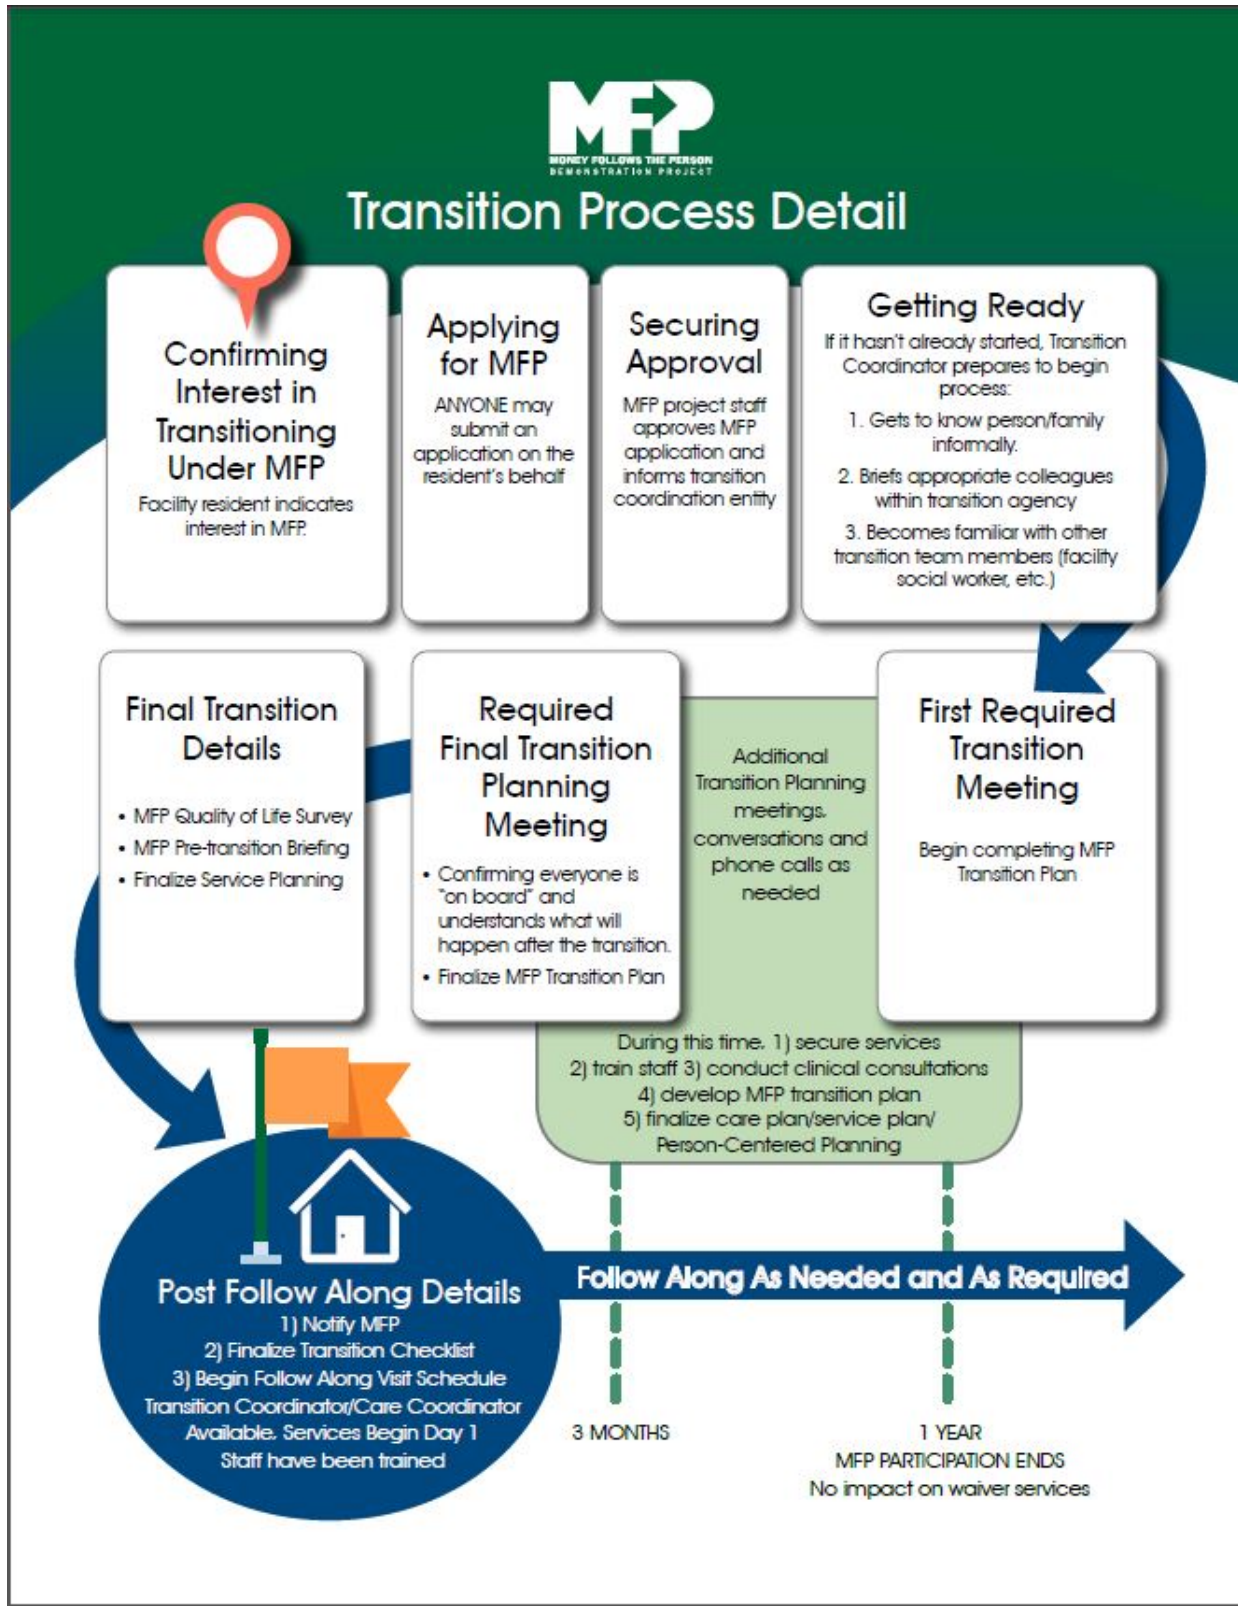 MFP
MONEY FOLLOWS THE PERSON
DEMONSTRATION PROJECT
Transition Process Detail
Confirming
Interest in
Transitioning
Under MFP
Facility resident indicates
interest in MFP.
Applying
for MFP
ANYONE may
submit an
application on the
resident's behalf
Securing
Approval
MFP project staff
approves MFP
application and
informs transition
coordination entity
Getting Ready
If it hasn't already started, Transition
Coordinator prepares to begin
process:
1. Gets to know person/family
informally.
2. Briefs appropriate colleagues
within transition agency
3. Becomes familiar with other
transition team members (facility
social worker, etc.)
First Required
Transition
Meeting
Begin completing MFP
Transition Plan
Additional
Transition Planning
meetings,
conversations and
phone calls as
needed
During this time, 1) secure services
2) train staff 3) conduct clinical consultations
4) develop MFP transition plan
5) finalize care plan/service plan/
Person-Centered Planning
Required
Final Transition
Planning
Meeting
• Confirming everyone is
"on board" and
understands what will
happen after the transition.
• Finalize MFP Transition Plan
Final Transition
Details
• MFP Quality of Life Survey
• MFP Pre-transition Briefing
• Finalize Service Planning
Post Follow Along Details
1) Notify MFP
2) Finalize Transition Checklist
3) Begin Follow Along Visit Schedule
Transition Coordinator/Care Coordinator
Available, Services Begin Day 1
Staff have been trained
Follow Along As Needed and As Required
3 MONTHS
1 YEAR
MFP PARTICIPATION ENDS
No impact on waiver services